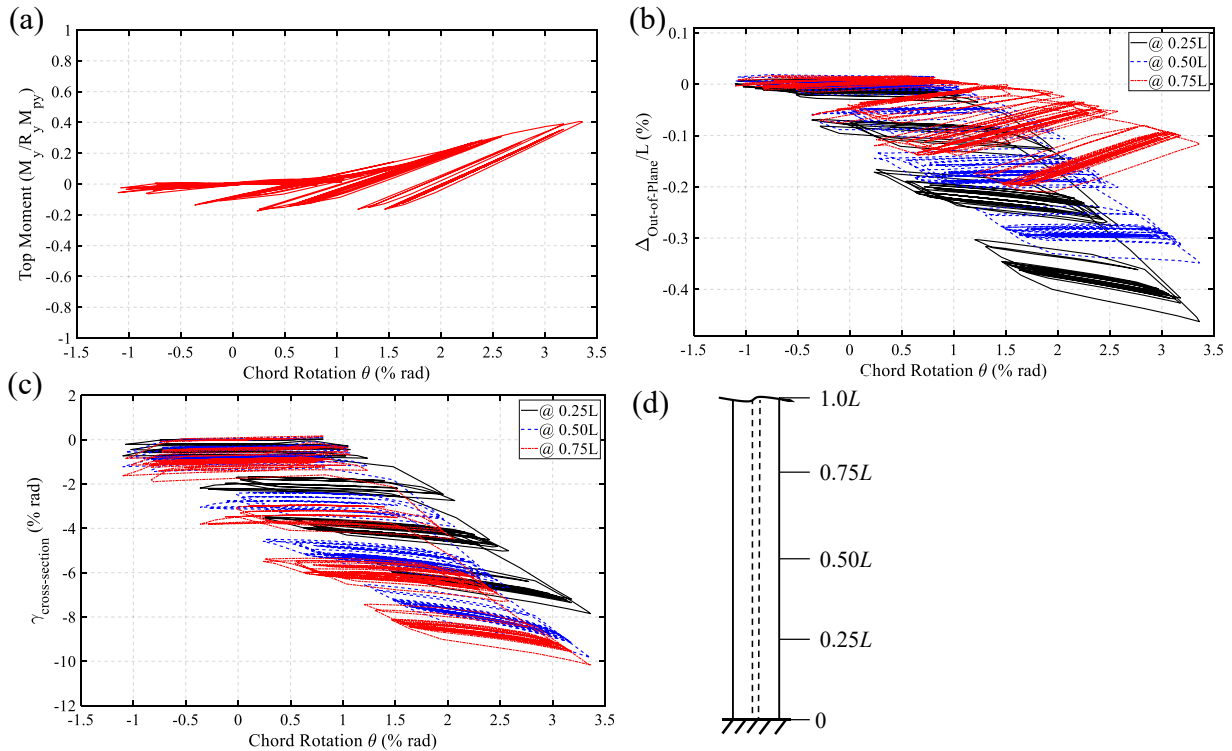 (a)
1
0.8
0.6
0.4
0.2
0
-0.2
-0.4
-0.6
-0.8
-1
Top Moment (My/RyMpy)
-1.5 -1 -0.5 0 0.5 1 1.5 2 2.5 3 3.5
Chord Rotation θ (% rad)
(b)
0.1
0
-0.1
-0.2
-0.3
-0.4
ΔOut-of-Plane/L (%)
@ 0.25L
@ 0.50L
@ 0.75L
-1.5 -1 -0.5 0 0.5 1 1.5 2 2.5 3 3.5
Chord Rotation θ (% rad)
(c)
2
0
-2
-4
-6
-8
-10
-12
γcross-section (% rad)
@ 0.25L
@ 0.50L
@ 0.75L
-1.5 -1 -0.5 0 0.5 1 1.5 2 2.5 3 3.5
Chord Rotation θ (% rad)
(d)
1.0L
0.75L
0.50L
0.25L
0